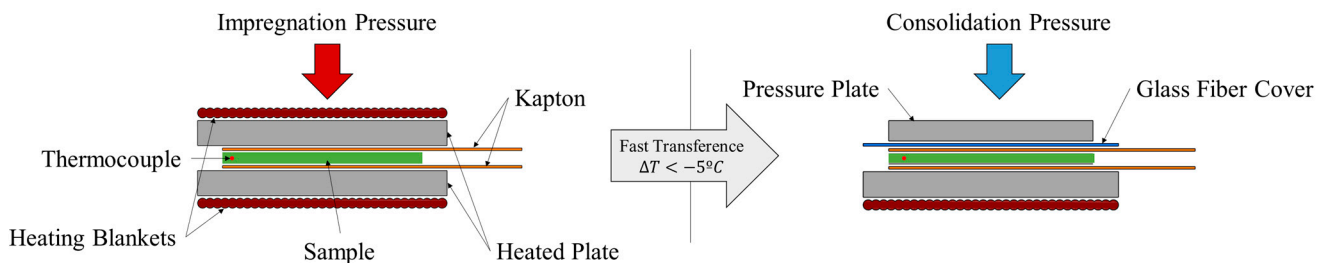 Impregnation Pressure
Consolidation Pressure
Kapton
Pressure Plate
Glass Fiber Cover
Thermocouple
Fast Transference
ΔT < −5ºC
Heating Blankets
Sample
Heated Plate